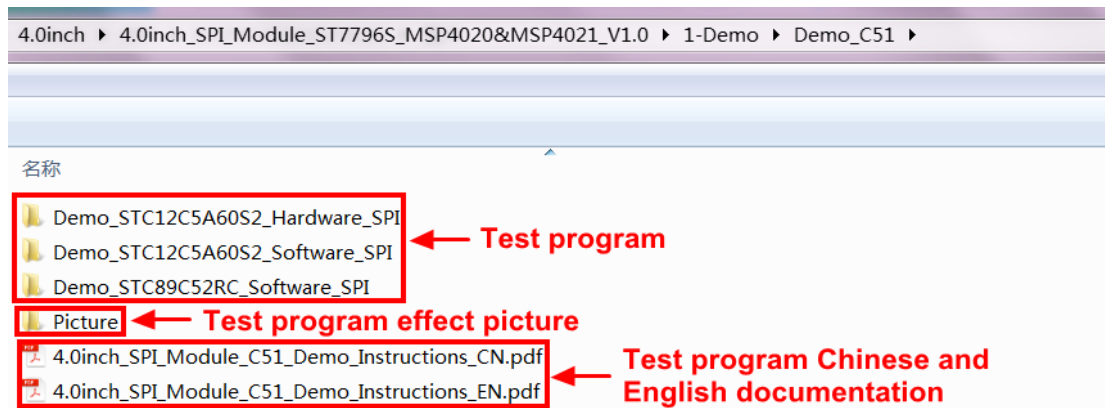 4.0inch ▸ 4.0inch_SPI_Module_ST7796S_MSP4020&MSP4021_V1.0 ▸ 1-Demo ▸ Demo_C51 ▸
名称
Demo_STC12C5A60S2_Hardware_SPI
Demo_STC12C5A60S2_Software_SPI
Test program
Demo_STC89C52RC_Software_SPI
Picture
Test program effect picture
4.0inch_SPI_Module_C51_Demo_Instructions_CN.pdf
4.0inch_SPI_Module_C51_Demo_Instructions_EN.pdf
Test program Chinese and
English documentation